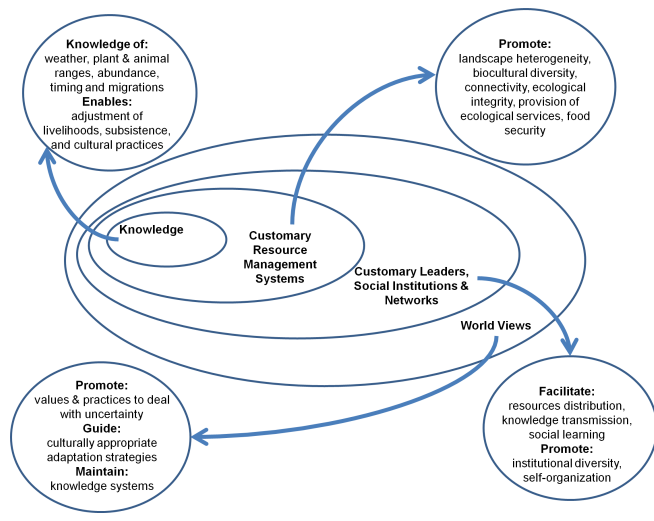 Knowledge of:
weather, plant & animal
ranges, abundance,
timing and migrations
Enables:
adjustment of
livelihoods, subsistence,
and cultural practices
Promote:
landscape heterogeneity,
biocultural diversity,
connectivity, ecological
integrity, provision of
ecological services, food
security
Knowledge
Customary
Resource
Management
Systems
Customary Leaders,
Social Institutions &
Networks
World Views
Promote:
values & practices to deal
with uncertainty
Guide:
culturally appropriate
adaptation strategies
Maintain:
knowledge systems
Facilitate:
resources distribution,
knowledge transmission,
social learning
Promote:
institutional diversity,
self-organization